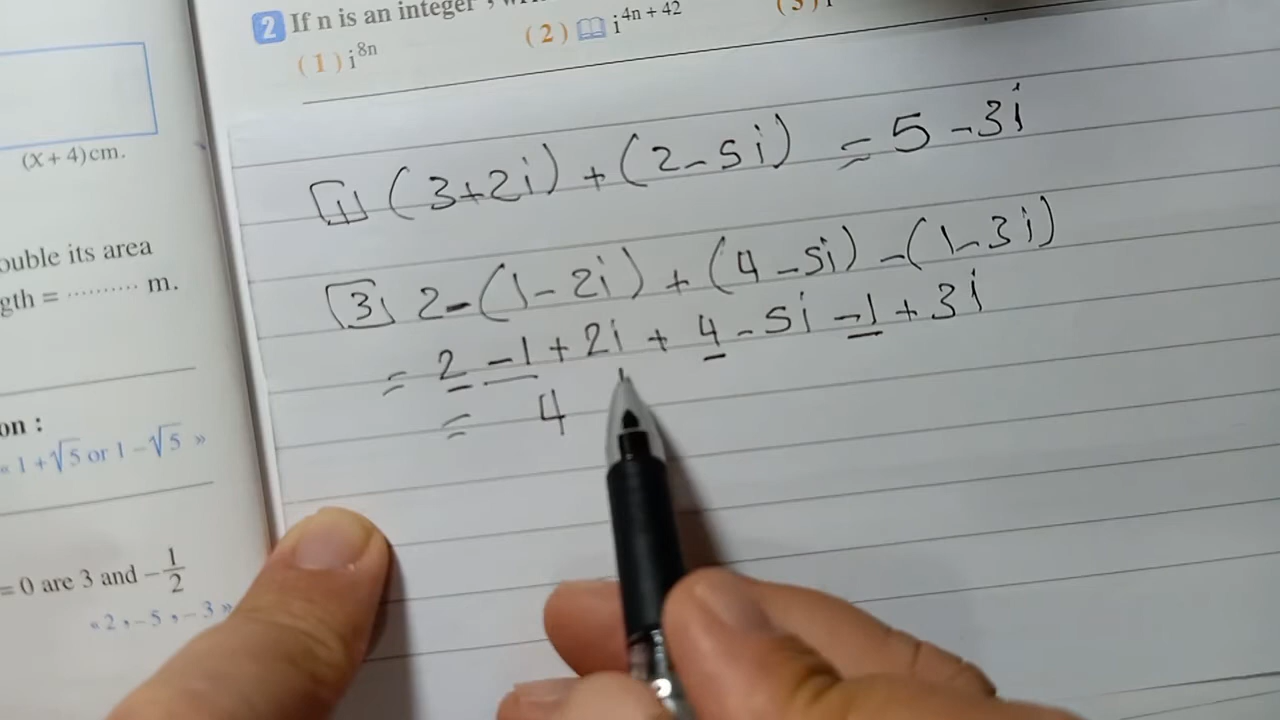 2 If n is an integer ,
(1) i^8n (2) i^4n + 42 (3)
(x + 4) cm.
ouble its area
gth = .......... m.
on :
« 1 + √5 or 1 – √5 »
= 0 are 3 and – 1/2
« 2 , – 5 , – 3 »
1 (3+2i) + (2-5i) = 5 -3i
3 2-(1-2i) + (4-5i) -(1-3i)
= 2 -1 + 2i + 4 -5i -1 + 3i
= 4